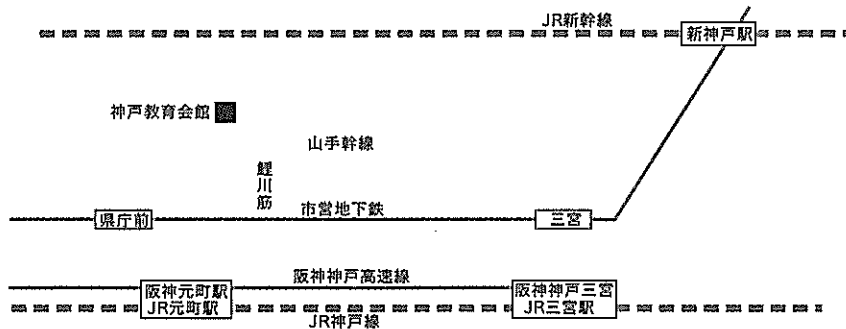 JR新幹線
新神戸駅
神戸教育会館
山手幹線
鯉川筋
市営地下鉄
県庁前
三宮
阪神神戸高速線
阪神元町駅
JR元町駅
阪神神戸三宮
JR三宮駅
JR神戸線